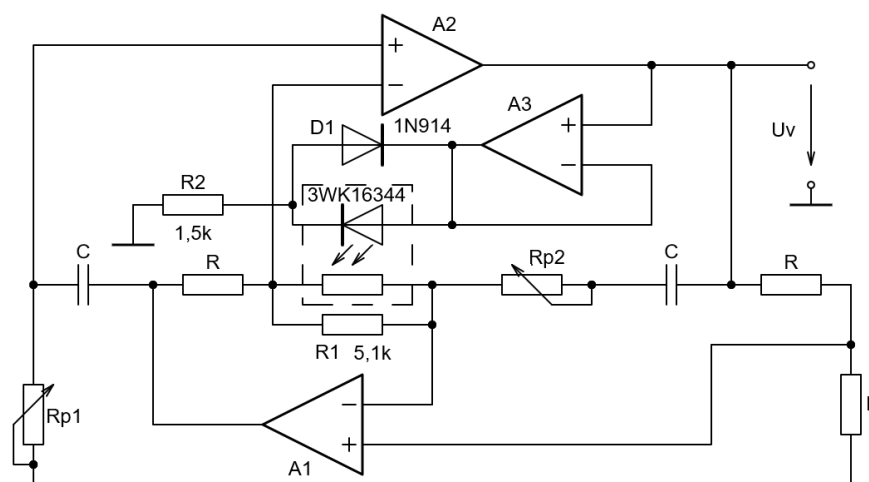 A2
+
−
A3
D1
1N914
+
−
Uv
R2
3WK16344
1,5k
C
R
Rp2
C
R
R1
5,1k
Rp1
−
+
A1